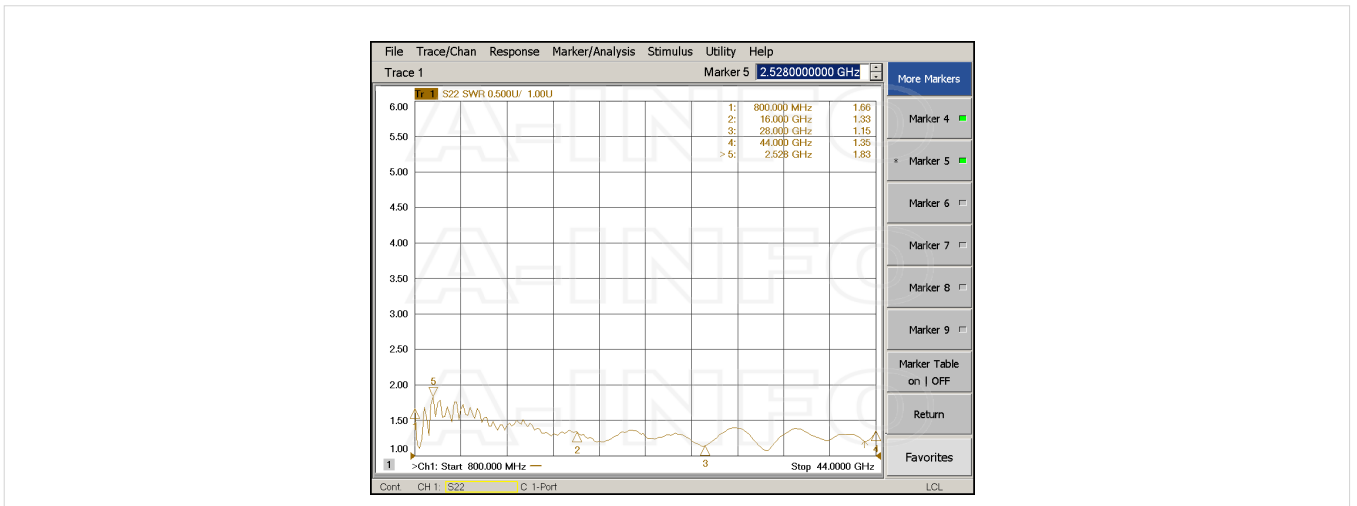 File Trace/Chan Response Marker/Analysis Stimulus Utility Help
Trace 1 Marker 5 2.5280000000 GHz
Tr 1 S22 SWR 0.500U/ 1.00U
1: 800.000 MHz 1.66
2: 16.000 GHz 1.33
3: 28.000 GHz 1.15
4: 44.000 GHz 1.35
> 5: 2.528 GHz 1.83
6.00
5.50
5.00
4.50
4.00
3.50
3.00
2.50
2.00
1.50
1.00
5
2
3
4
1 >Ch1: Start 800.000 MHz — Stop 44.0000 GHz
Cont. CH 1: S22 C 1-Port LCL
More Markers
Marker 4
* Marker 5
Marker 6
Marker 7
Marker 8
Marker 9
Marker Table
on | OFF
Return
Favorites
A-INFO
A-INFO
A-INFO